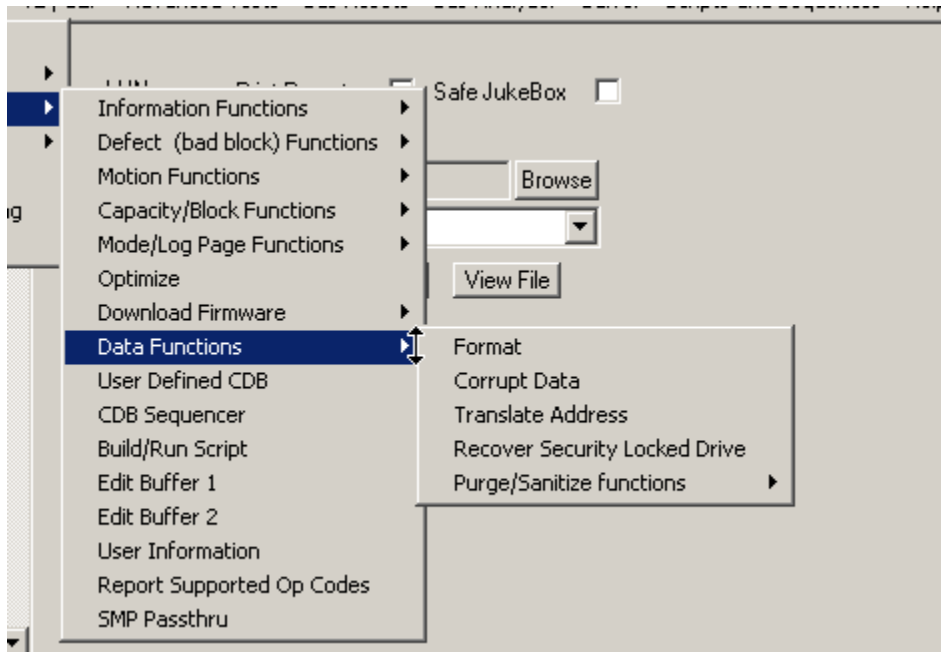 Safe JukeBox
Information Functions
Defect (bad block) Functions
Motion Functions
Browse
ng
Capacity/Block Functions
Mode/Log Page Functions
Optimize
View File
Download Firmware
Data Functions
Format
User Defined CDB
Corrupt Data
CDB Sequencer
Translate Address
Build/Run Script
Recover Security Locked Drive
Edit Buffer 1
Purge/Sanitize functions
Edit Buffer 2
User Information
Report Supported Op Codes
SMP Passthru